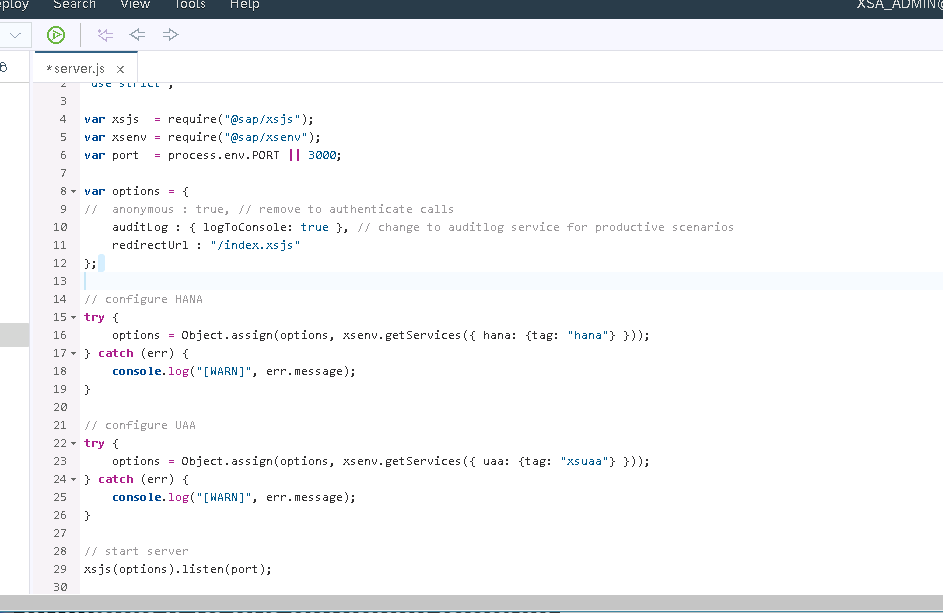 Search View Tools Help XSA_ADMIN@
*server.js x
2 "use strict";
3
4 var xsjs  = require("@sap/xsjs");
5 var xsenv = require("@sap/xsenv");
6 var port  = process.env.PORT || 3000;
7
8 var options = {
9 //  anonymous : true, // remove to authenticate calls
10     auditLog : { logToConsole: true }, // change to auditlog service for productive scenarios
11     redirectUrl : "/index.xsjs"
12 };
13
14 // configure HANA
15 try {
16     options = Object.assign(options, xsenv.getServices({ hana: {tag: "hana"} }));
17 } catch (err) {
18     console.log("[WARN]", err.message);
19 }
20
21 // configure UAA
22 try {
23     options = Object.assign(options, xsenv.getServices({ uaa: {tag: "xsuaa"} }));
24 } catch (err) {
25     console.log("[WARN]", err.message);
26 }
27
28 // start server
29 xsjs(options).listen(port);
30